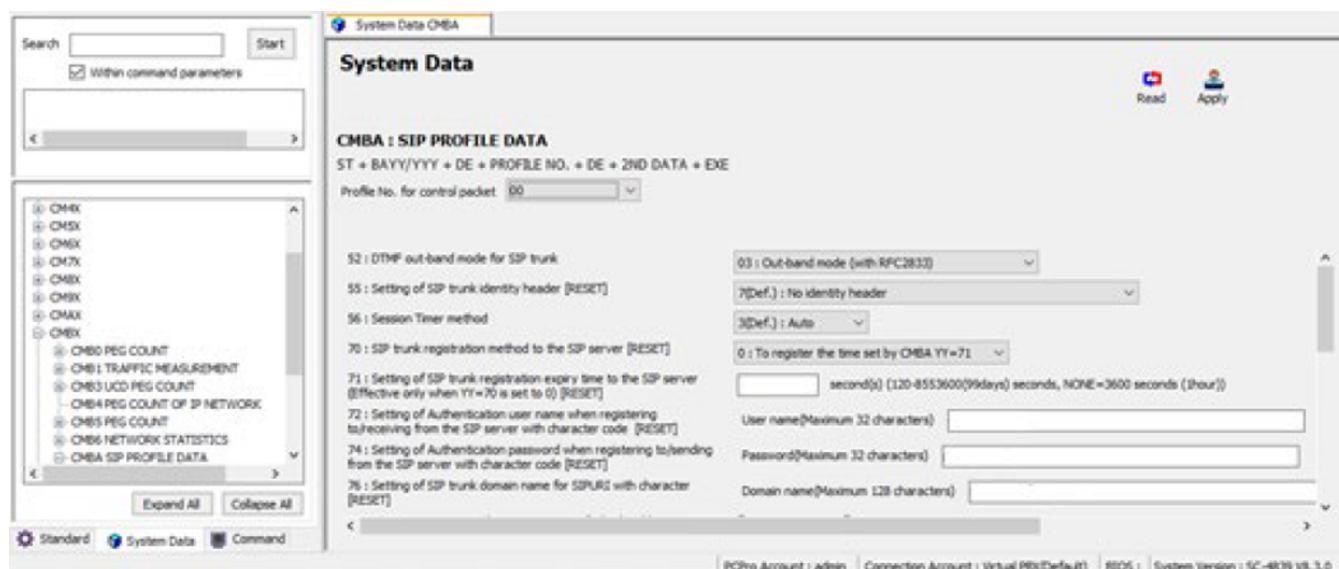 System Data CMBA
Search
Start
Within command parameters
System Data
Read
Apply
CMBA : SIP PROFILE DATA
ST + BAYY/YYY + DE + PROFILE NO. + DE + 2ND DATA + EXE
Profile No. for control packet 00
CM4X
CM5X
CM6X
CM7X
CM8X
CM9X
CMAX
CMBX
CMB0 PEG COUNT
CMB1 TRAFFIC MEASUREMENT
CMB3 UCD PEG COUNT
CMB4 PEG COUNT OF IP NETWORK
CMB5 PEG COUNT
CMB6 NETWORK STATISTICS
CMBA SIP PROFILE DATA
Expand All
Collapse All
Standard
System Data
Command
52 : DTMF out-band mode for SIP trunk
03 : Out-band mode (with RFC2833)
55 : Setting of SIP trunk identity header [RESET]
7(Def.) : No identity header
56 : Session Timer method
3(Def.) : Auto
70 : SIP trunk registration method to the SIP server [RESET]
0 : To register the time set by CMBA YY=71
71 : Setting of SIP trunk registration expiry time to the SIP server
(Effective only when YY=70 is set to 0) [RESET]
second(s) (120-8553600(99days) seconds, NONE=3600 seconds (1hour))
72 : Setting of Authentication user name when registering
to/receiving from the SIP server with character code [RESET]
User name(Maximum 32 characters)
74 : Setting of Authentication password when registering to/sending
from the SIP server with character code [RESET]
Password(Maximum 32 characters)
76 : Setting of SIP trunk domain name for SIPURI with character
[RESET]
Domain name(Maximum 128 characters)
PCPro Account : admin
Connection Account : Virtual PBX(Default)
BIOS :
System Version : SC-4839 V8.3.0